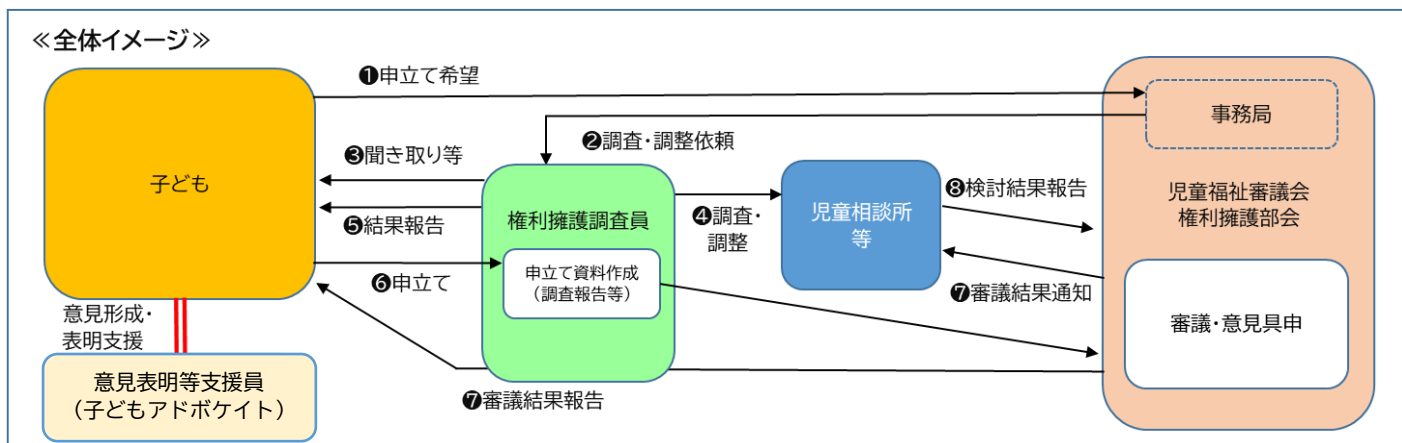 ≪全体イメージ≫
❶申立て希望
事務局
❷調査・調整依頼
❸聞き取り等
子ども
❺結果報告
権利擁護調査員
❹調査・
調整
児童相談所
等
❽検討結果報告
児童福祉審議会
権利擁護部会
❻申立て
申立て資料作成
（調査報告等）
❼審議結果通知
審議・意見具申
意見形成・
表明支援
意見表明等支援員
（子どもアドボケイト）
❼審議結果報告